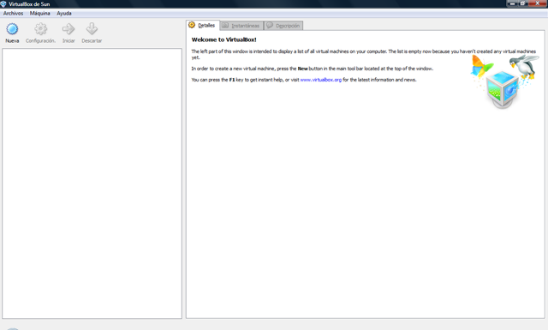 VirtualBox de Sun
Archivos Máquina Ayuda
Nueva Configuración. Iniciar Descartar
Detalles Instantáneas Descripción
Welcome to VirtualBox!
The left part of this window is intended to display a list of all virtual machines on your computer. The list is empty now because you haven't created any virtual machines
yet.
In order to create a new virtual machine, press the New button in the main tool bar located at the top of the window.
You can press the F1 key to get instant help, or visit www.virtualbox.org for the latest information and news.